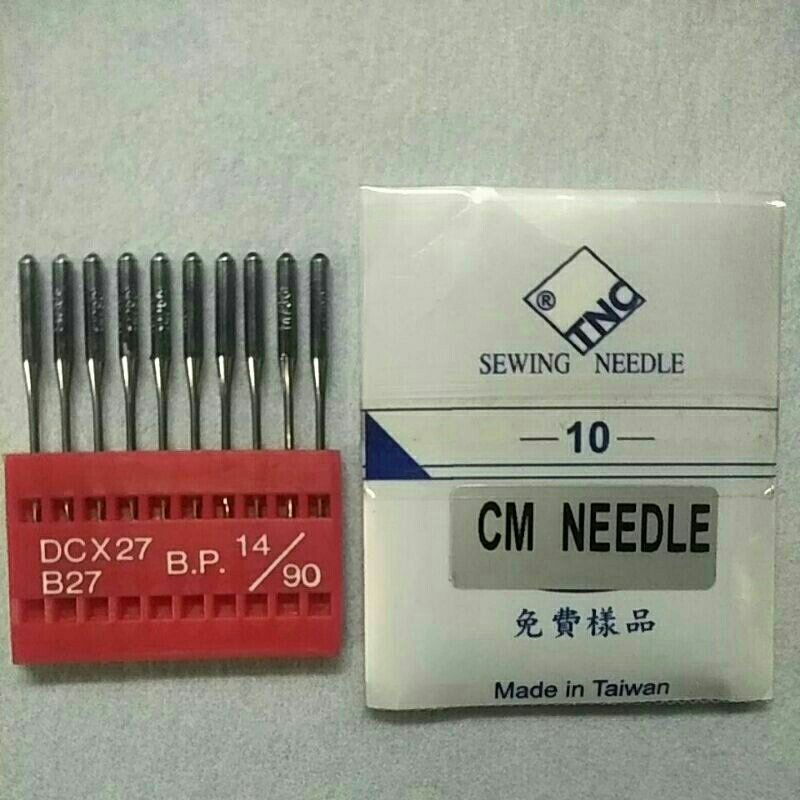 DCX27
B27
B.P.
14/90
®
TNC
SEWING NEEDLE
—10—
CM NEEDLE
免費樣品
Made in Taiwan